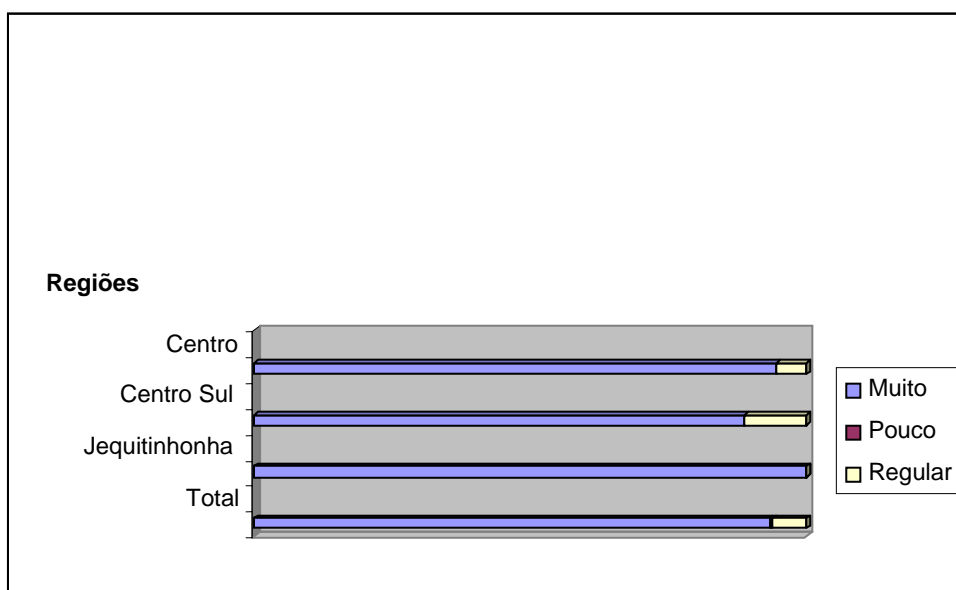 Regiões
Centro
Centro Sul
Jequitinhonha
Total
Muito
Pouco
Regular